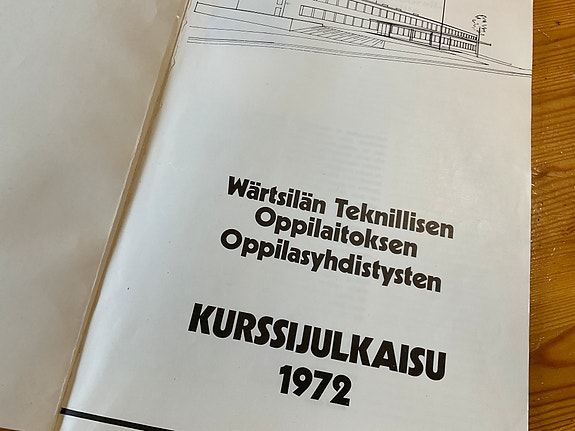 Wärtsilän Teknillisen
Oppilaitoksen
Oppilasyhdistysten
KURSSIJULKAISU
1972